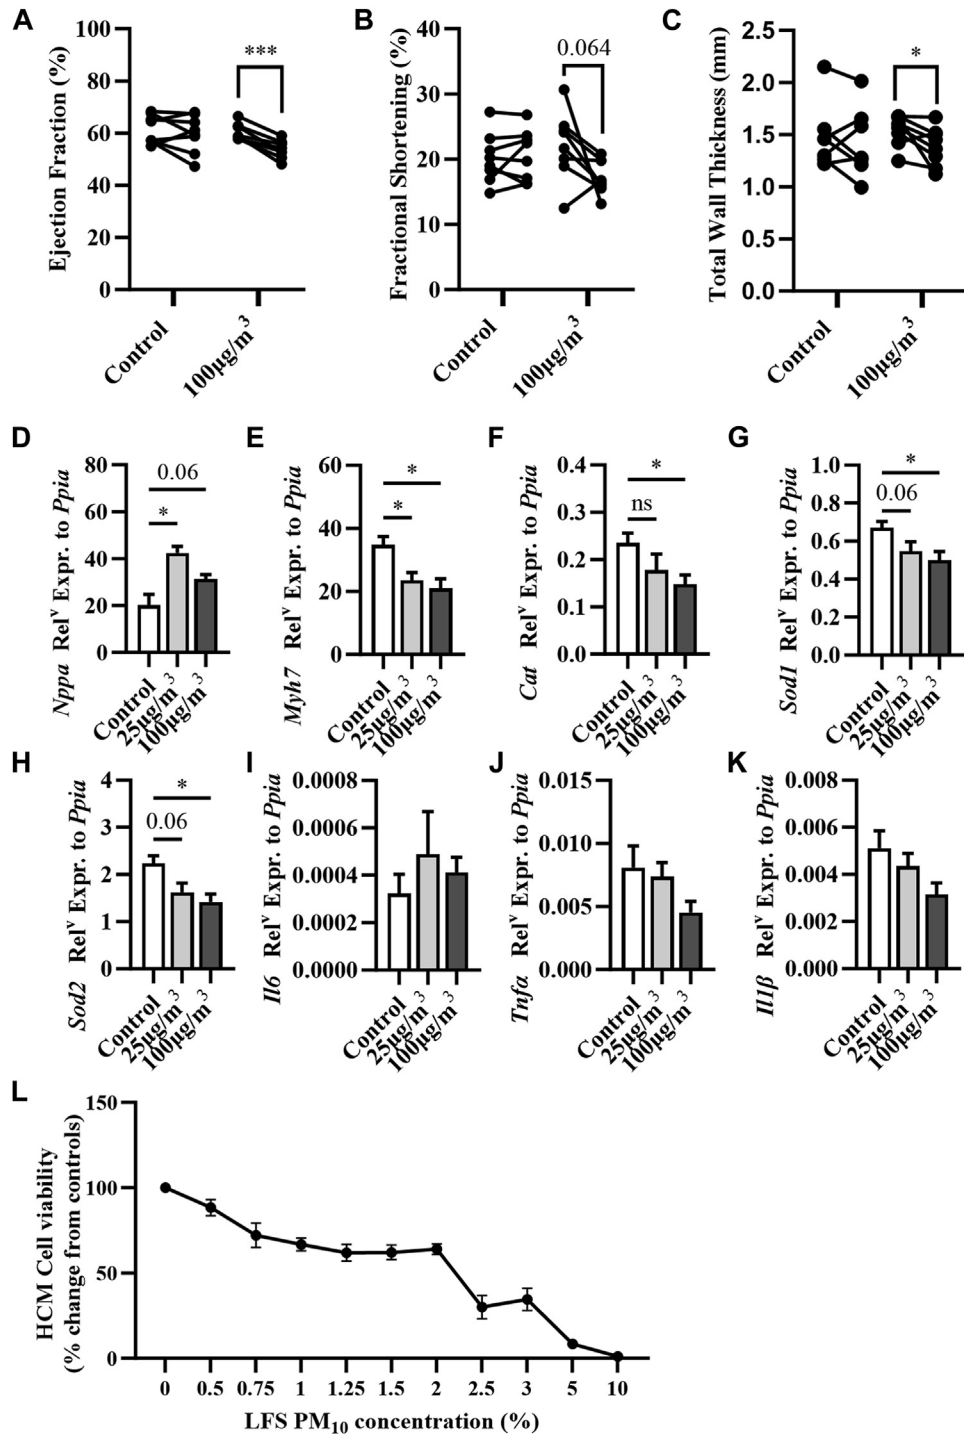 A
Ejection Fraction (%)
100
80
60
40
20
0
***
Control
100µg/m³
B
Fractional Shortening (%)
40
30
20
10
0
0.064
Control
100µg/m³
C
Total Wall Thickness (mm)
2.5
2.0
1.5
1.0
0.5
0.0
*
Control
100µg/m³
D
Nppa Relᵛ Expr. to Ppia
80
60
40
20
0
0.06
*
Control
25µg/m³
100µg/m³
E
Myh7 Relᵛ Expr. to Ppia
60
40
20
0
*
*
Control
25µg/m³
100µg/m³
F
Cat Relᵛ Expr. to Ppia
0.4
0.3
0.2
0.1
0.0
*
ns
Control
25µg/m³
100µg/m³
G
Sod1 Relᵛ Expr. to Ppia
1.0
0.8
0.6
0.4
0.2
0.0
*
0.06
Control
25µg/m³
100µg/m³
H
Sod2 Relᵛ Expr. to Ppia
4
3
2
1
0
*
0.06
Control
25µg/m³
100µg/m³
I
Il6 Relᵛ Expr. to Ppia
0.0008
0.0006
0.0004
0.0002
0.0000
Control
25µg/m³
100µg/m³
J
Tnfα Relᵛ Expr. to Ppia
0.015
0.010
0.005
0.000
Control
25µg/m³
100µg/m³
K
Il1β Relᵛ Expr. to Ppia
0.008
0.006
0.004
0.002
0.000
Control
25µg/m³
100µg/m³
L
HCM Cell viability
(% change from controls)
150
100
50
0
0 0.5 0.75 1 1.25 1.5 2 2.5 3 5 10
LFS PM₁₀ concentration (%)